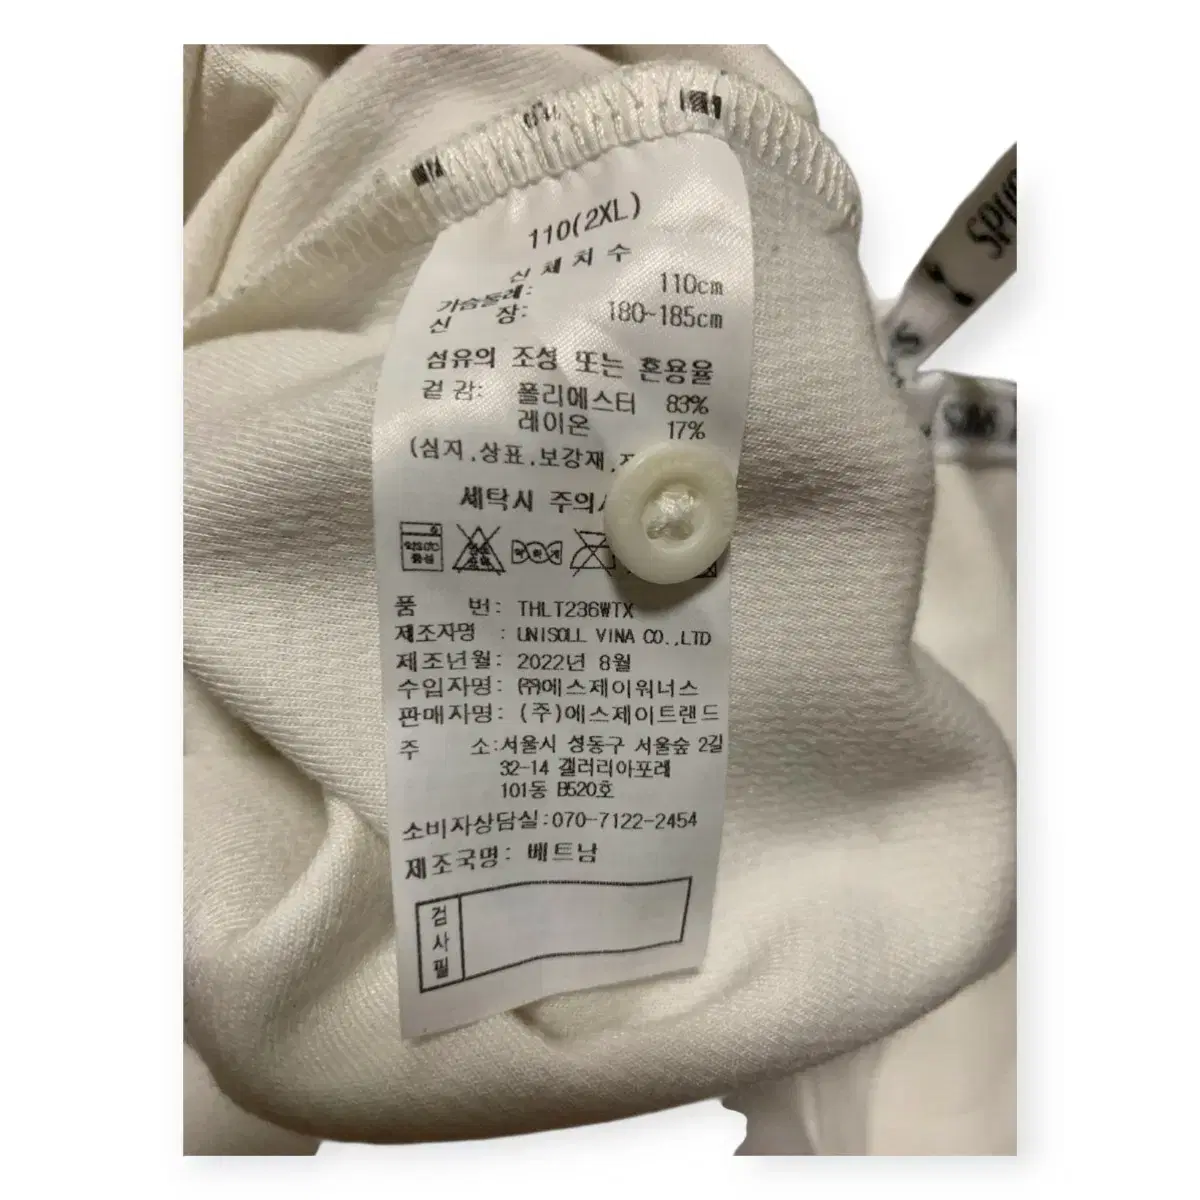 110(2XL)
신 체 치 수
가슴둘레: 110cm
신 장: 180~185cm
섬유의 조성 또는 혼용율
겉 감: 폴리에스터 83%
레이온 17%
(심지,상표,보강재,
세탁시 주의
약하게
품 번: THLT236WTX
제조자명 : UNISOLL VINA CO.,LTD
제조년월: 2022년 8월
수입자명: ㈜에스제이워너스
판매자명: (주)에스제이트랜드
주 소:서울시 성동구 서울숲 2길
32-14 갤러리아포레
101동 B520호
소비자상담실:070-7122-2454
제조국명: 베트남
검사필